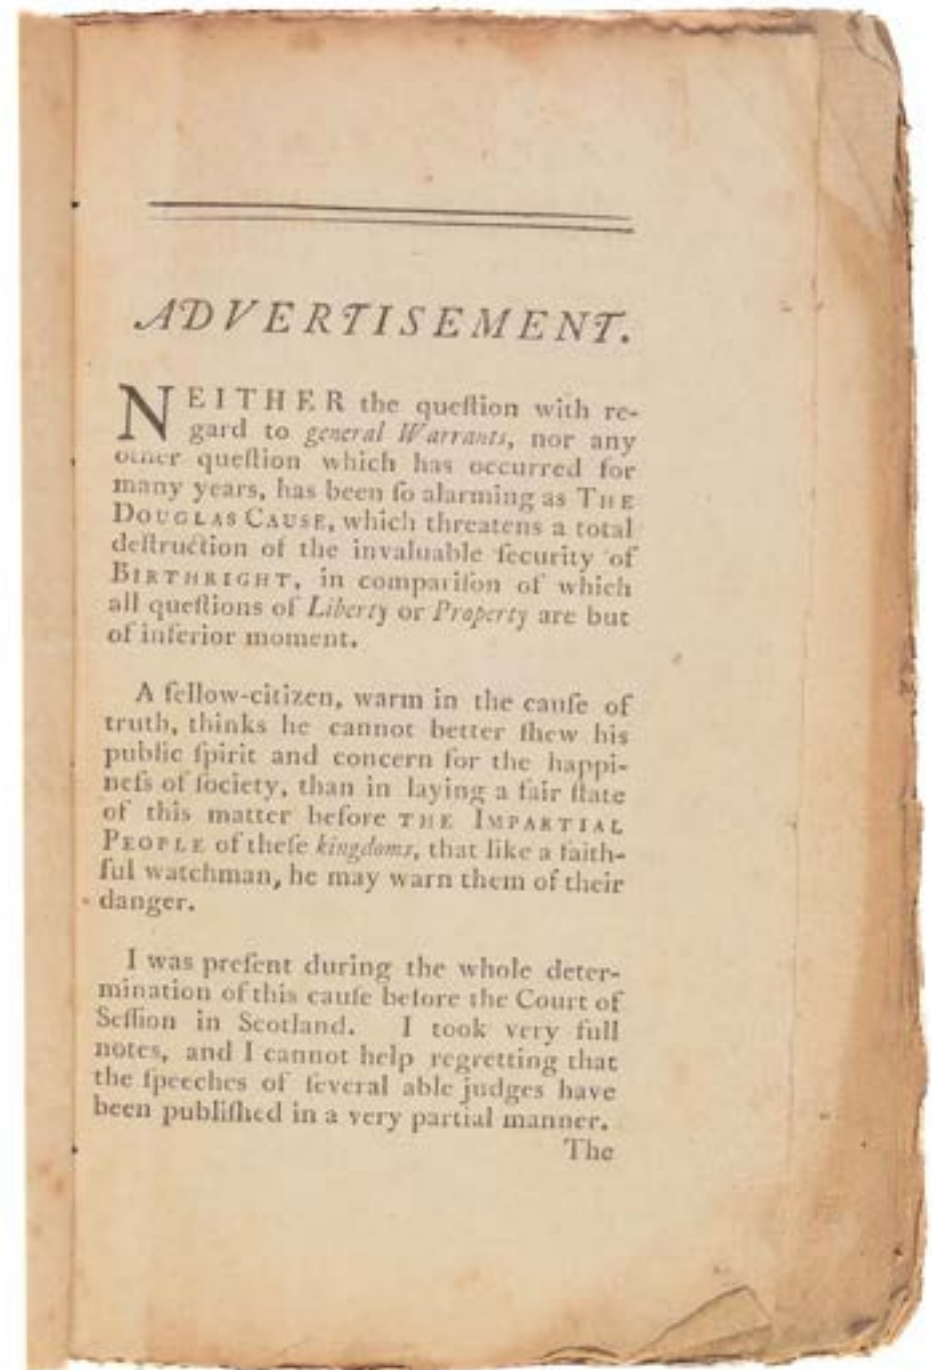 ADVERTISEMENT.
NEITHER the queſtion with re-
gard to general Warrants, nor any
other queſtion which has occurred for
many years, has been ſo alarming as THE
DOUGLAS CAUSE, which threatens a total
deſtruction of the invaluable ſecurity of
BIRTHRIGHT, in compariſon of which
all queſtions of Liberty or Property are but
of inferior moment.
A fellow-citizen, warm in the cauſe of
truth, thinks he cannot better ſhew his
public ſpirit and concern for the happi-
neſs of ſociety, than in laying a fair ſtate
of this matter before THE IMPARTIAL
PEOPLE of theſe kingdoms, that like a faith-
ful watchman, he may warn them of their
danger.
I was preſent during the whole deter-
mination of this cauſe before the Court of
Seſſion in Scotland. I took very full
notes, and I cannot help regretting that
the ſpeeches of ſeveral able judges have
been publiſhed in a very partial manner.
The